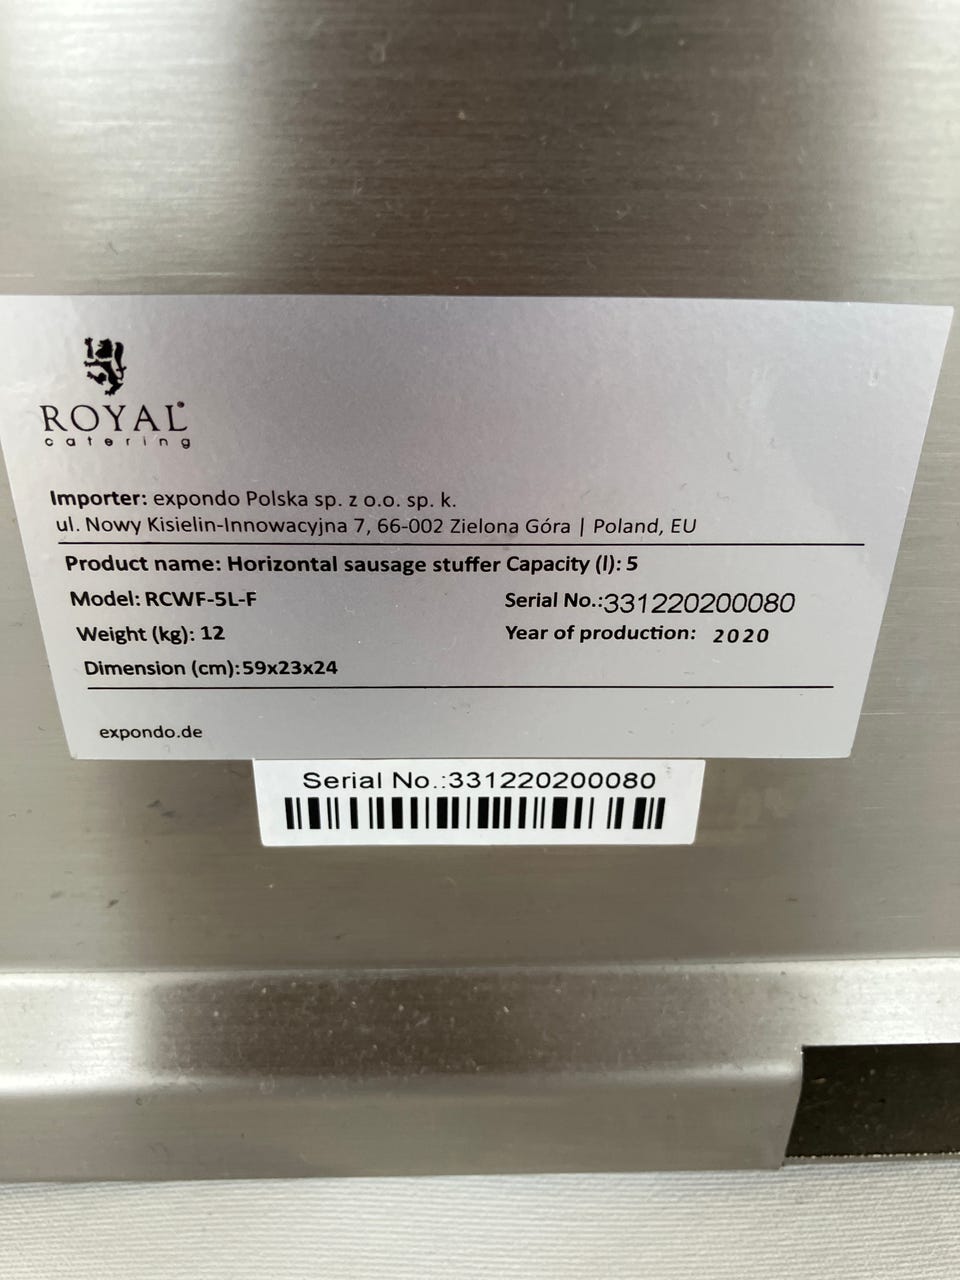 ROYAL®
catering
Importer: expondo Polska sp. z o.o. sp. k.
ul. Nowy Kisielin-Innowacyjna 7, 66-002 Zielona Góra | Poland, EU
Product name: Horizontal sausage stuffer Capacity (l): 5
Model: RCWF-5L-F Serial No.:331220200080
Weight (kg): 12 Year of production: 2020
Dimension (cm):59x23x24
expondo.de
Serial No.:331220200080